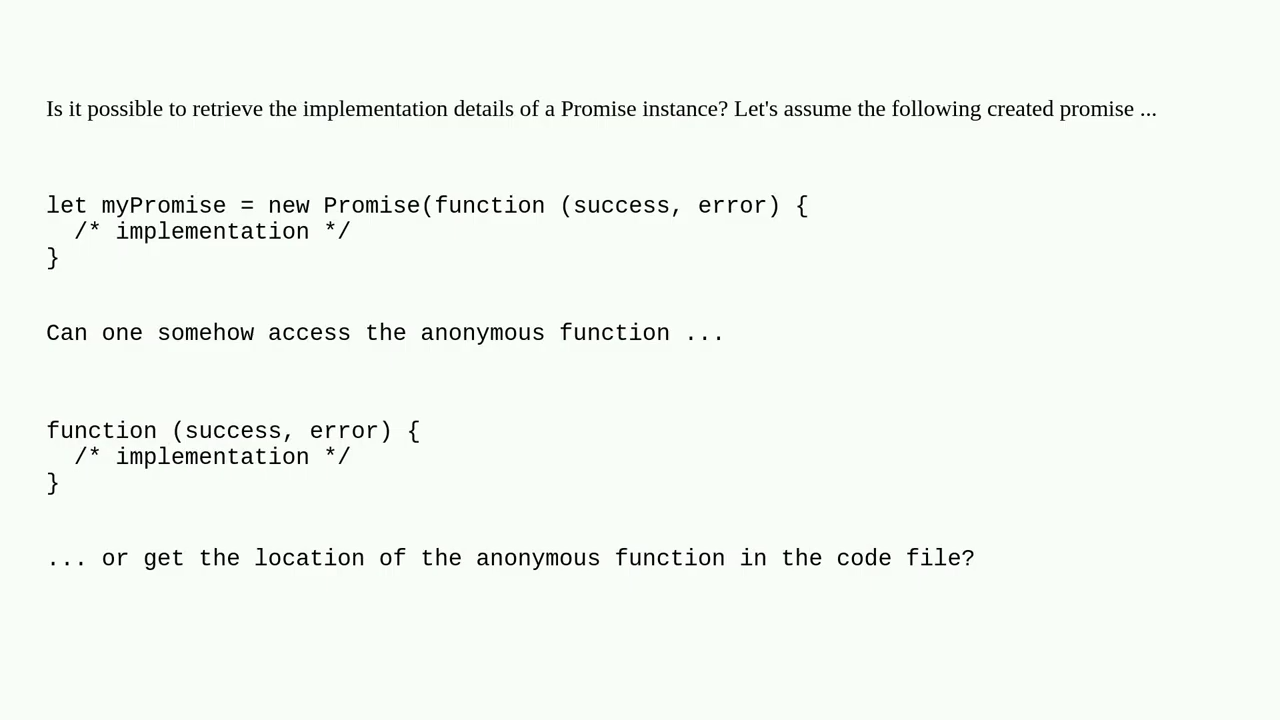 Is it possible to retrieve the implementation details of a Promise instance? Let's assume the following created promise ...
let myPromise = new Promise(function (success, error) {
  /* implementation */
}
Can one somehow access the anonymous function ...
function (success, error) {
  /* implementation */
}
... or get the location of the anonymous function in the code file?